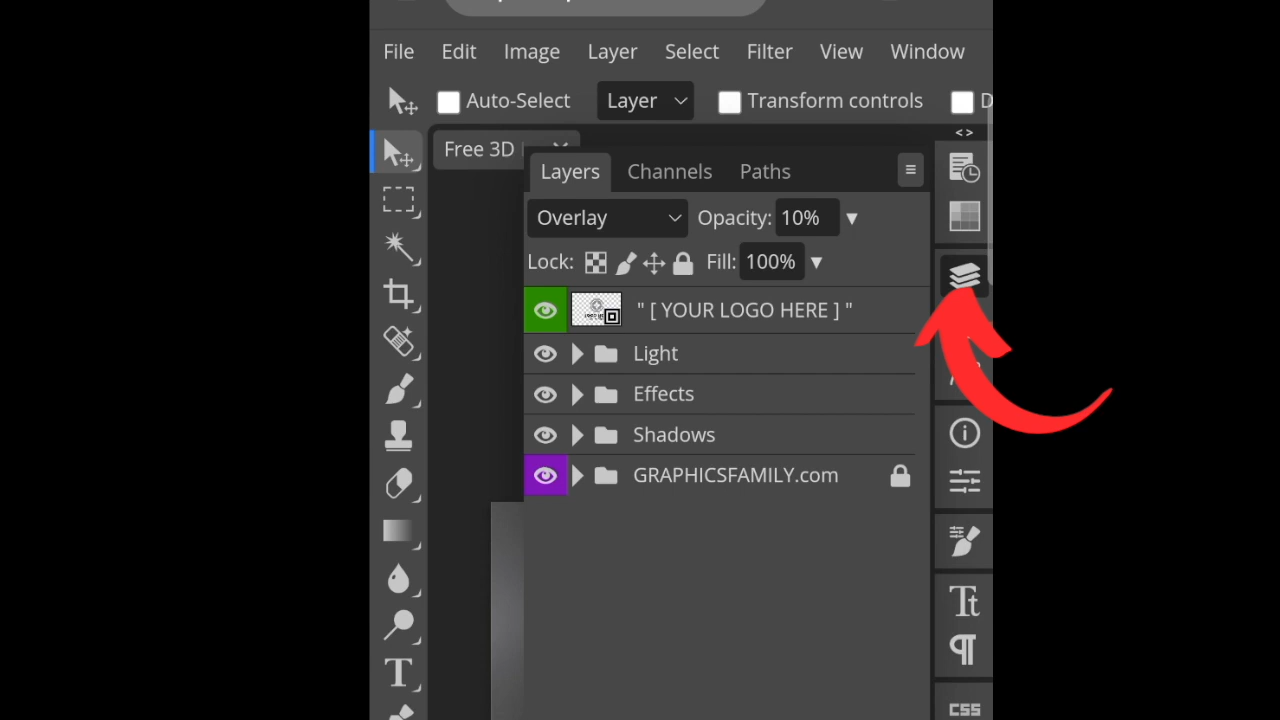 File Edit Image Layer Select Filter View Window
Auto-Select Layer Transform controls
Free 3D
Layers Channels Paths
Overlay Opacity: 10%
Lock: Fill: 100%
" [ YOUR LOGO HERE ] "
Light
Effects
Shadows
GRAPHICSFAMILY.com
CSS